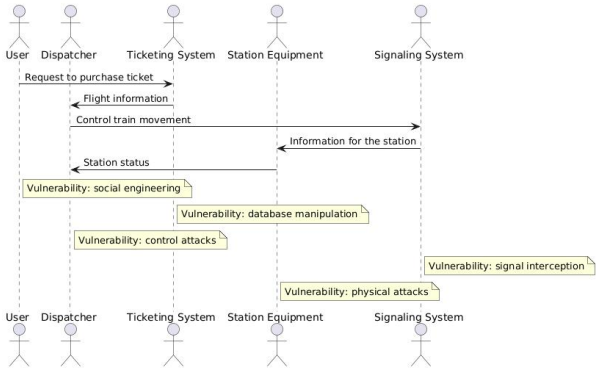 User Dispatcher Ticketing System Station Equipment Signaling System
Request to purchase ticket
Flight information
Control train movement
Information for the station
Station status
Vulnerability: social engineering
Vulnerability: database manipulation
Vulnerability: control attacks
Vulnerability: signal interception
Vulnerability: physical attacks
User Dispatcher Ticketing System Station Equipment Signaling System